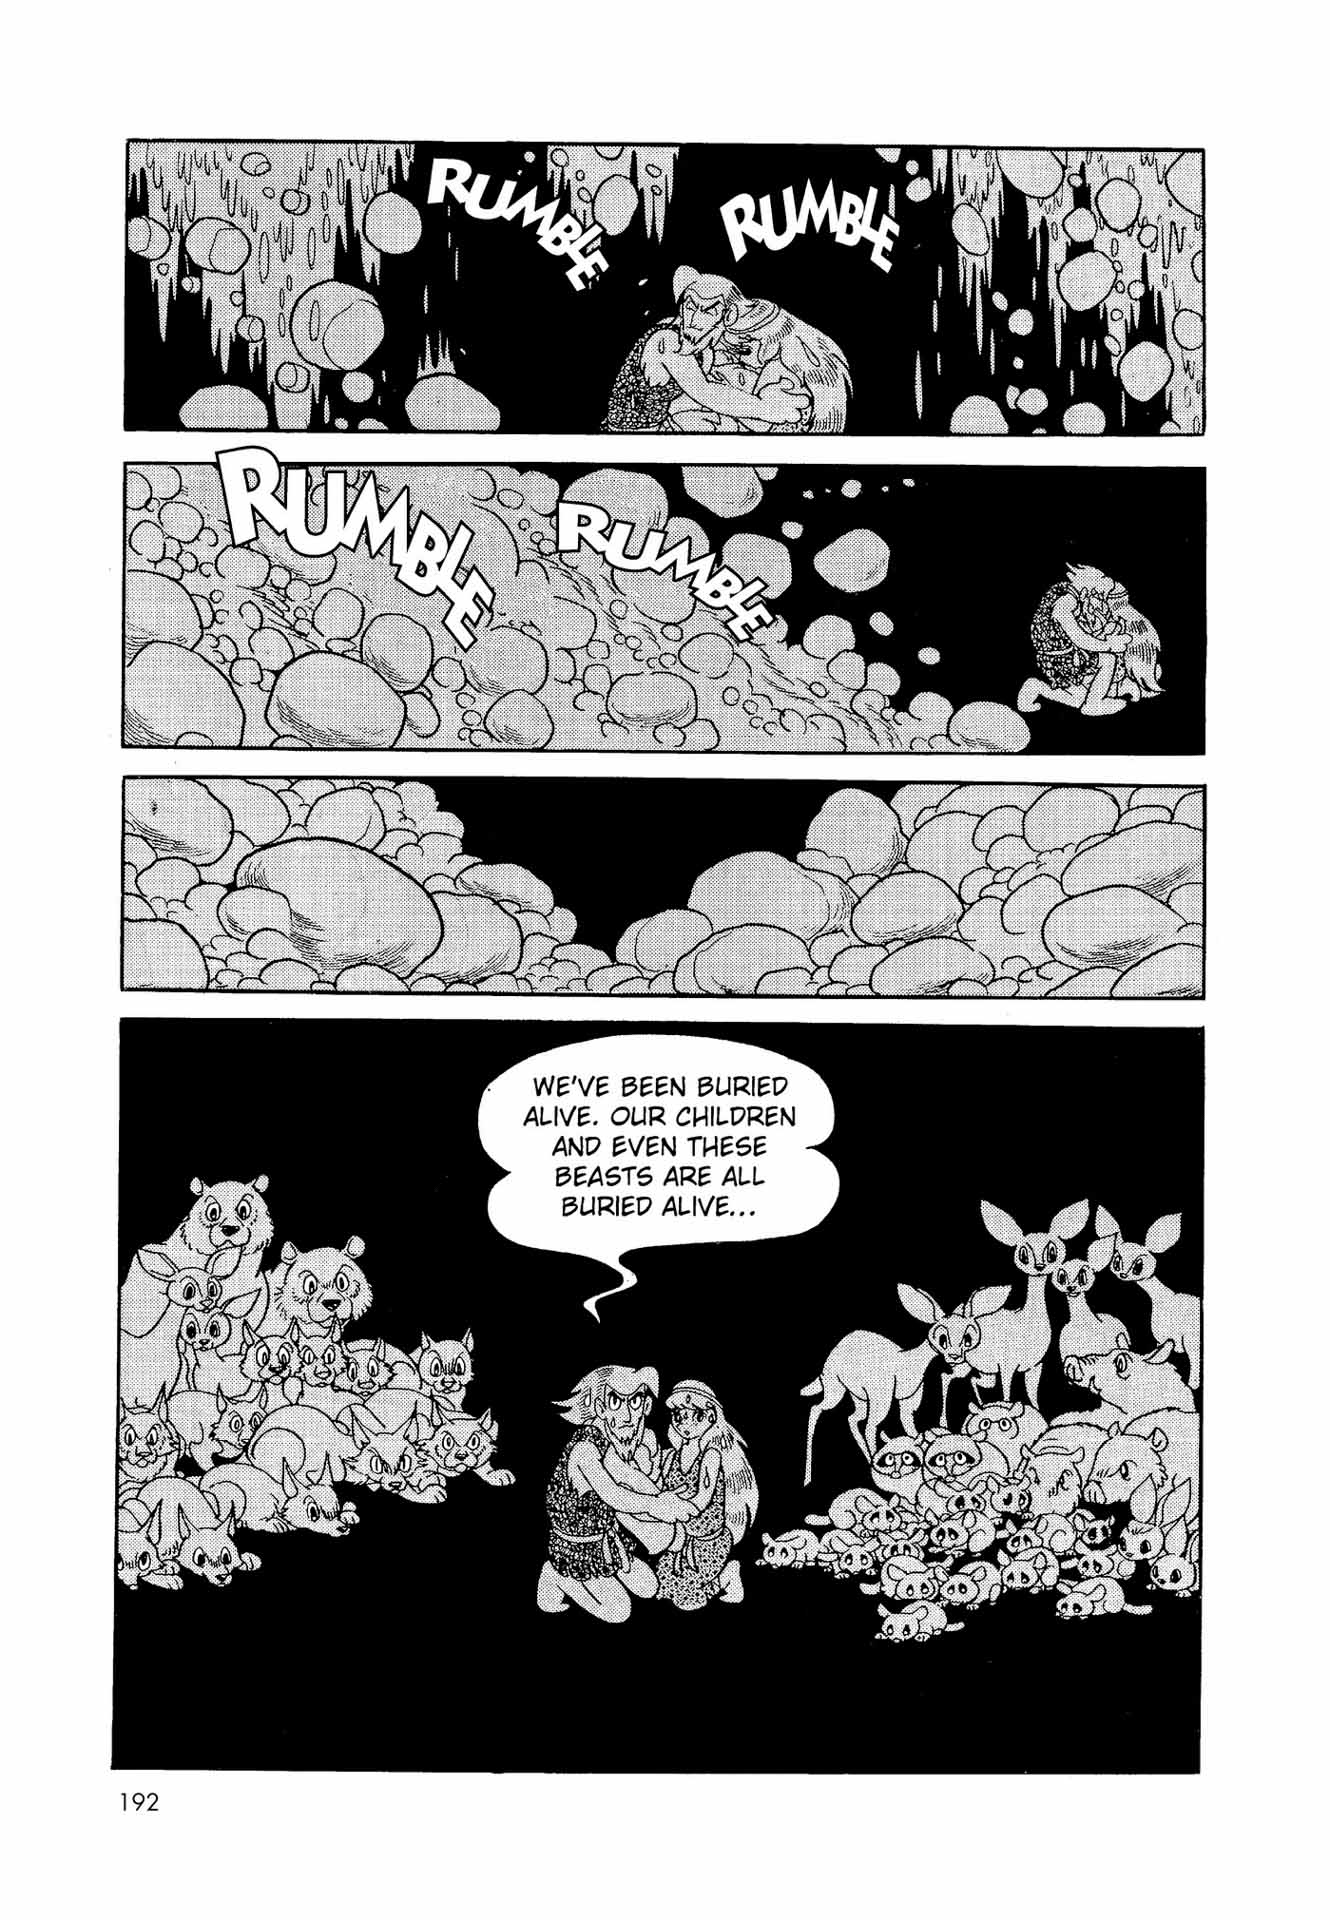 RUMBLE
RUMBLE
RUMBLE
RUMBLE
WE'VE BEEN BURIED
ALIVE. OUR CHILDREN
AND EVEN THESE
BEASTS ARE ALL
BURIED ALIVE...
192